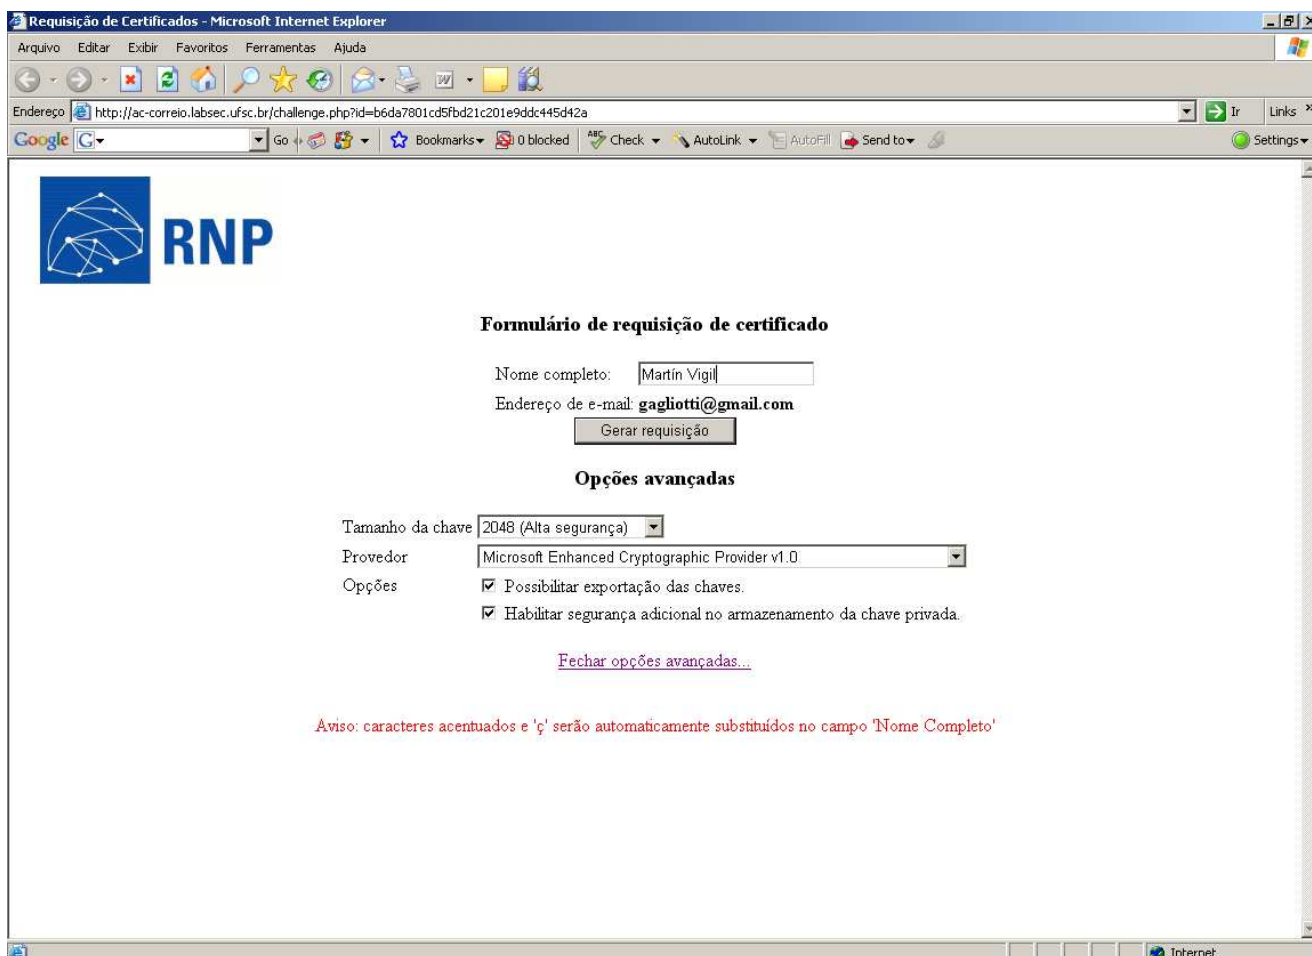 Requisição de Certificados - Microsoft Internet Explorer
Arquivo Editar Exibir Favoritos Ferramentas Ajuda
Endereço http://ac-correio.labsec.ufsc.br/challenge.php?id=b6da7801cd5fbd21c201e9ddc445d42a Ir Links »
Google G Go Bookmarks 0 blocked ABC Check AutoLink AutoFill Send to Settings
RNP
Formulário de requisição de certificado
Nome completo: Martín Vigil
Endereço de e-mail: gagliotti@gmail.com
Gerar requisição
Opções avançadas
Tamanho da chave 2048 (Alta segurança)
Provedor Microsoft Enhanced Cryptographic Provider v1.0
Opções Possibilitar exportação das chaves.
Habilitar segurança adicional no armazenamento da chave privada.
Fechar opções avançadas...
Aviso: caracteres acentuados e 'ç' serão automaticamente substituídos no campo 'Nome Completo'
Internet